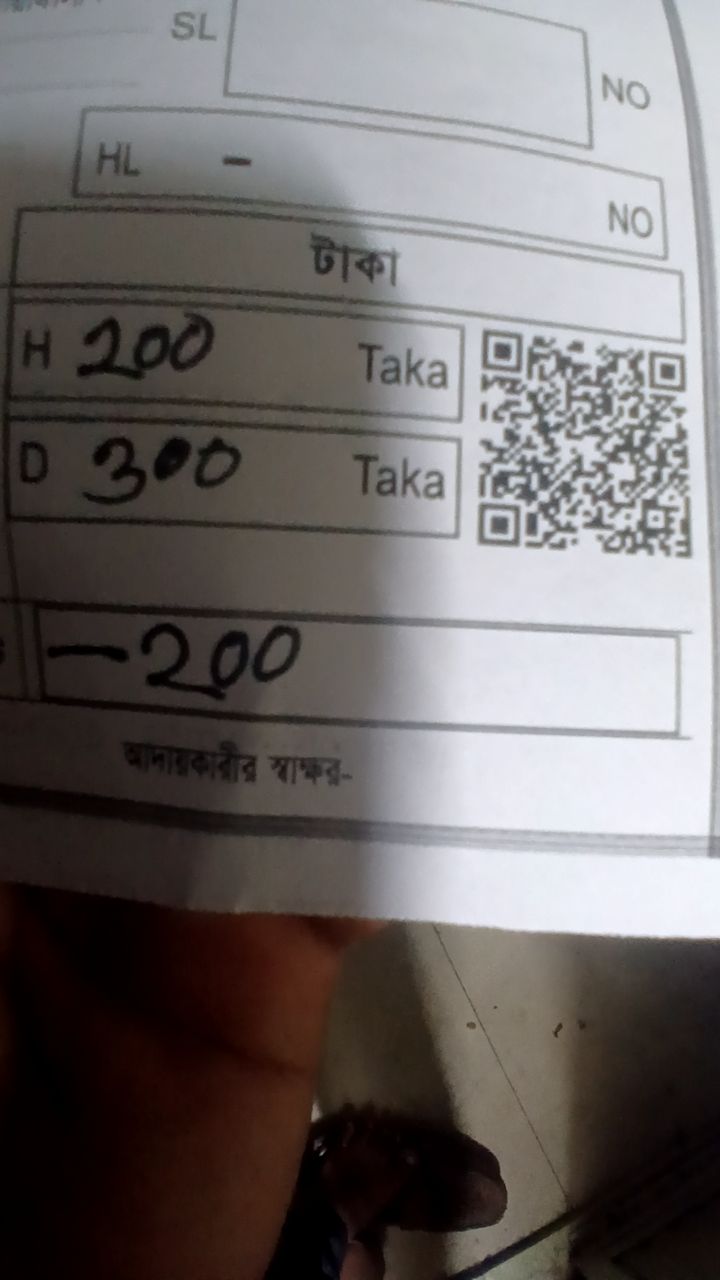 SL NO
HL - NO
টাকা
H 200 Taka
D 300 Taka
-200
আদায়কারীর স্বাক্ষর-